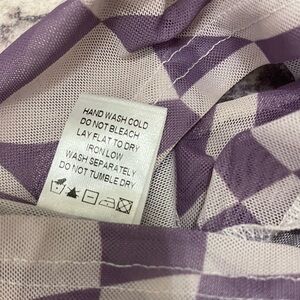 HAND WASH COLD
DO NOT BLEACH
LAY FLAT TO DRY
IRON LOW
WASH SEPARATELY
DO NOT TUMBLE DRY